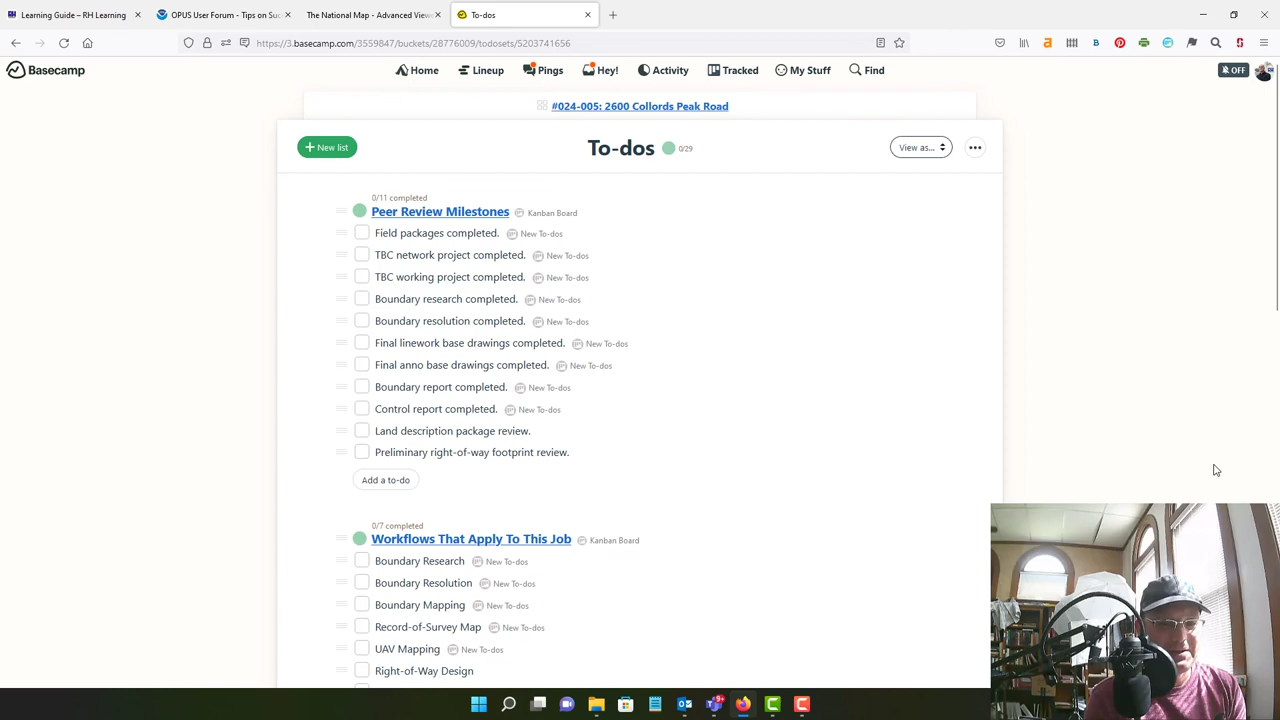 Learning Guide – RH Learning
OPUS User Forum - Tips on Suc
The National Map - Advanced View
To-dos
https://3.basecamp.com/3559847/buckets/28776009/todosets/5203741656
Basecamp
Home
Lineup
Pings
Hey!
Activity
Tracked
My Stuff
Find
OFF
#024-005: 2600 Collords Peak Road
New list
To-dos 0/29
View as...
0/11 completed
Peer Review Milestones Kanban Board
Field packages completed. New To-dos
TBC network project completed. New To-dos
TBC working project completed. New To-dos
Boundary research completed. New To-dos
Boundary resolution completed. New To-dos
Final linework base drawings completed. New To-dos
Final anno base drawings completed. New To-dos
Boundary report completed. New To-dos
Control report completed. New To-dos
Land description package review.
Preliminary right-of-way footprint review.
Add a to-do
0/7 completed
Workflows That Apply To This Job Kanban Board
Boundary Research New To-dos
Boundary Resolution New To-dos
Boundary Mapping New To-dos
Record-of-Survey Map New To-dos
UAV Mapping New To-dos
Right-of-Way Design